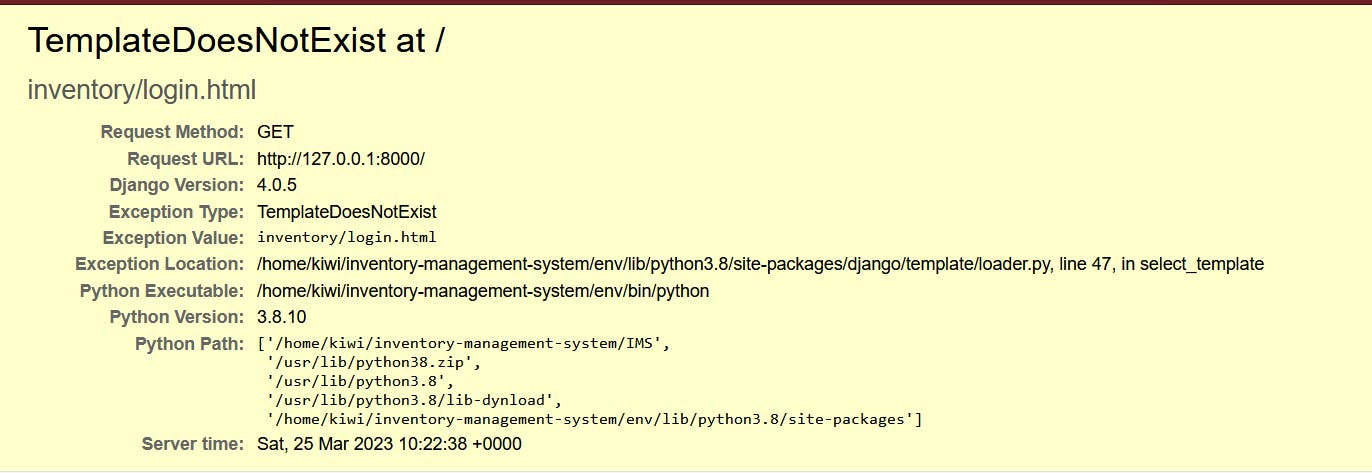 TemplateDoesNotExist at /
inventory/login.html
Request Method: GET
Request URL: http://127.0.0.1:8000/
Django Version: 4.0.5
Exception Type: TemplateDoesNotExist
Exception Value: inventory/login.html
Exception Location: /home/kiwi/inventory-management-system/env/lib/python3.8/site-packages/django/template/loader.py, line 47, in select_template
Python Executable: /home/kiwi/inventory-management-system/env/bin/python
Python Version: 3.8.10
Python Path: ['/home/kiwi/inventory-management-system/IMS',
'/usr/lib/python38.zip',
'/usr/lib/python3.8',
'/usr/lib/python3.8/lib-dynload',
'/home/kiwi/inventory-management-system/env/lib/python3.8/site-packages']
Server time: Sat, 25 Mar 2023 10:22:38 +0000